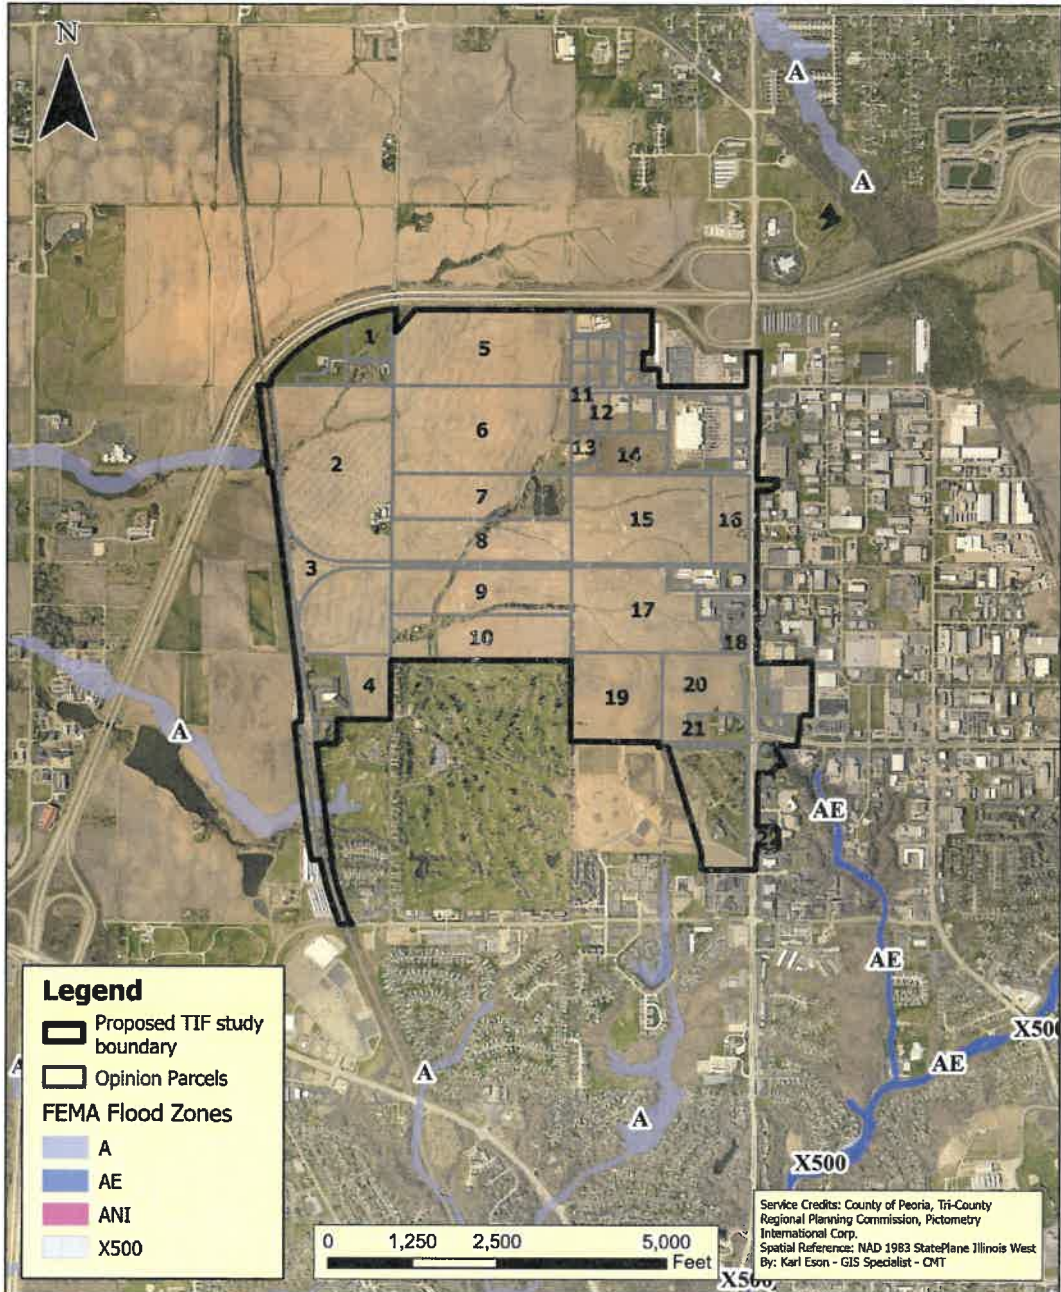 N
A
A
1
5
11
12
6
13
14
2
7
15
16
8
3
9
17
10
18
4
19
20
21
A
AE
AE
X500
AE
A
A
X500
X500
A
Legend
Proposed TIF study
boundary
Opinion Parcels
FEMA Flood Zones
A
AE
ANI
X500
0 1,250 2,500 5,000
Feet
Service Credits: County of Peoria, Tri-County
Regional Planning Commission, Pictometry
International Corp.
Spatial Reference: NAD 1983 StatePlane Illinois West
By: Karl Eson - GIS Specialist - CMT